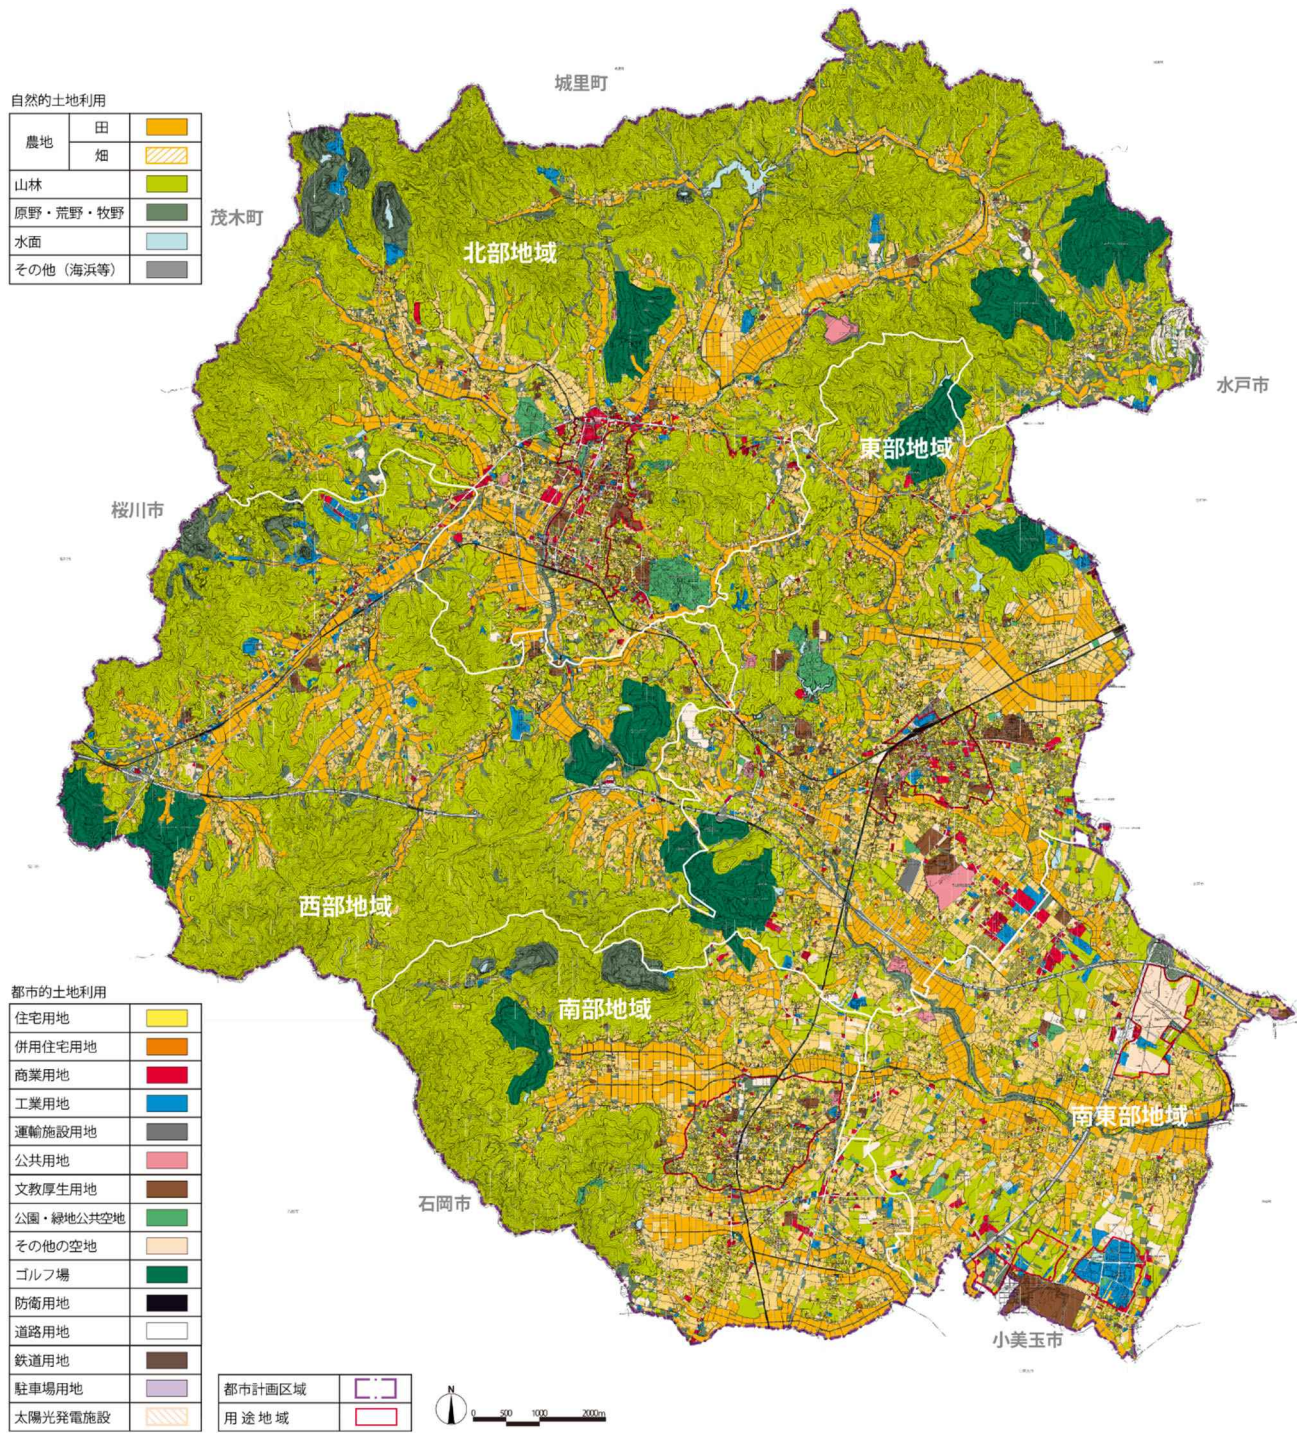 城里町
自然的土地利用
農地
田
畑
山林
原野・荒野・牧野
水面
その他（海浜等）
茂木町
北部地域
水戸市
東部地域
桜川市
西部地域
南部地域
南東部地域
石岡市
小美玉市
都市的土地利用
住宅用地
併用住宅用地
商業用地
工業用地
運輸施設用地
公共用地
文教厚生用地
公園・緑地公共空地
その他の空地
ゴルフ場
防衛用地
道路用地
鉄道用地
駐車場用地
太陽光発電施設
都市計画区域
用途地域
N
0 500 1000 2000m